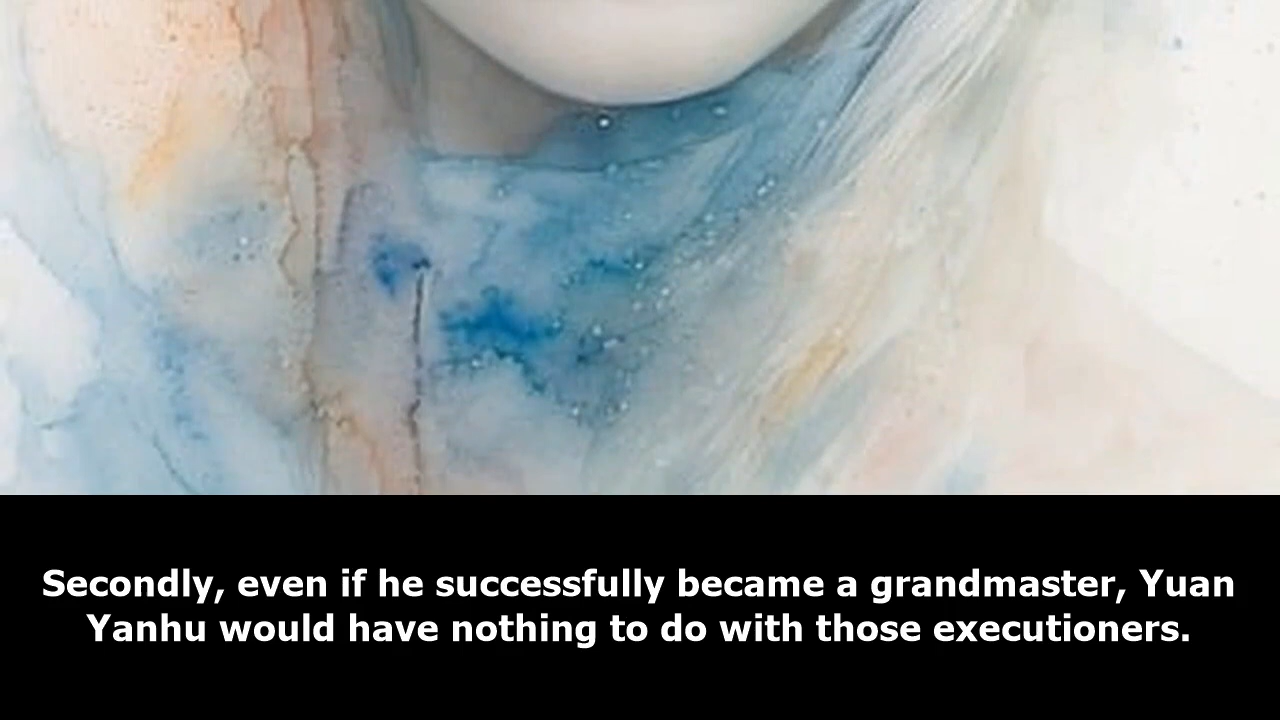 Secondly, even if he successfully became a grandmaster, Yuan
Yanhu would have nothing to do with those executioners.